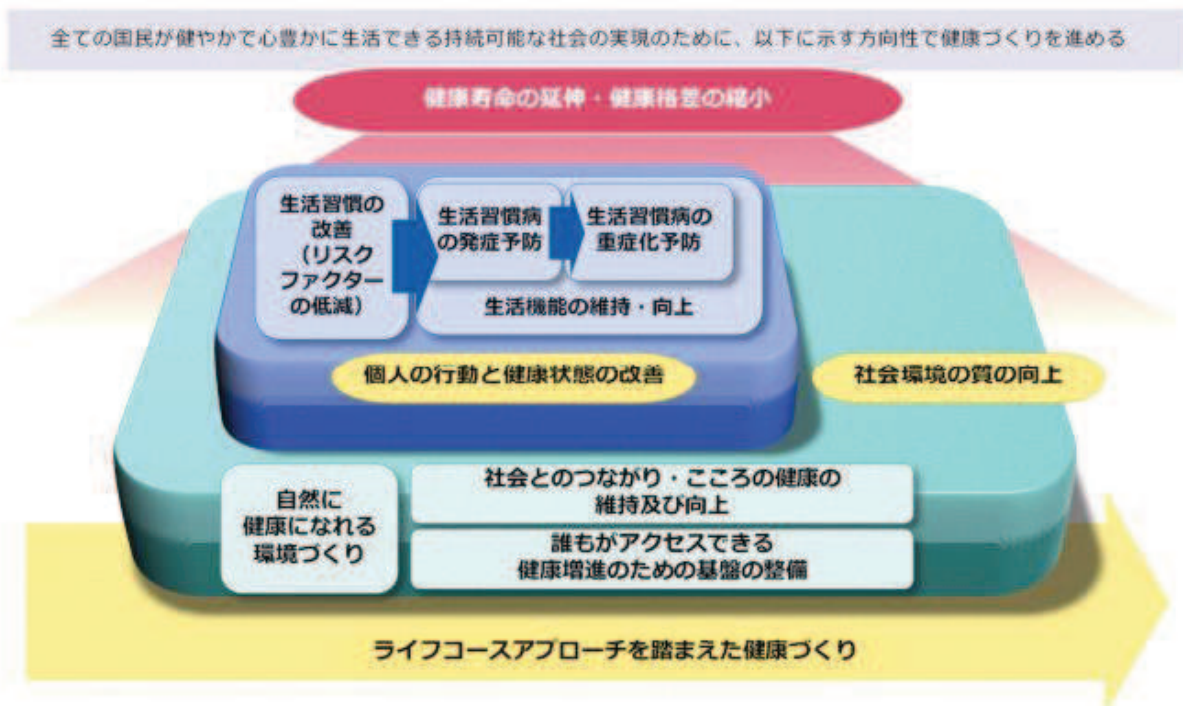 全ての国民が健やかで心豊かに生活できる持続可能な社会の実現のために、以下に示す方向性で健康づくりを進める
健康寿命の延伸・健康格差の縮小
生活習慣の
改善
（リスク
ファクター
の低減）
生活習慣病
の発症予防
生活習慣病の
重症化予防
生活機能の維持・向上
個人の行動と健康状態の改善
社会環境の質の向上
自然に
健康になれる
環境づくり
社会とのつながり・こころの健康の
維持及び向上
誰もがアクセスできる
健康増進のための基盤の整備
ライフコースアプローチを踏まえた健康づくり